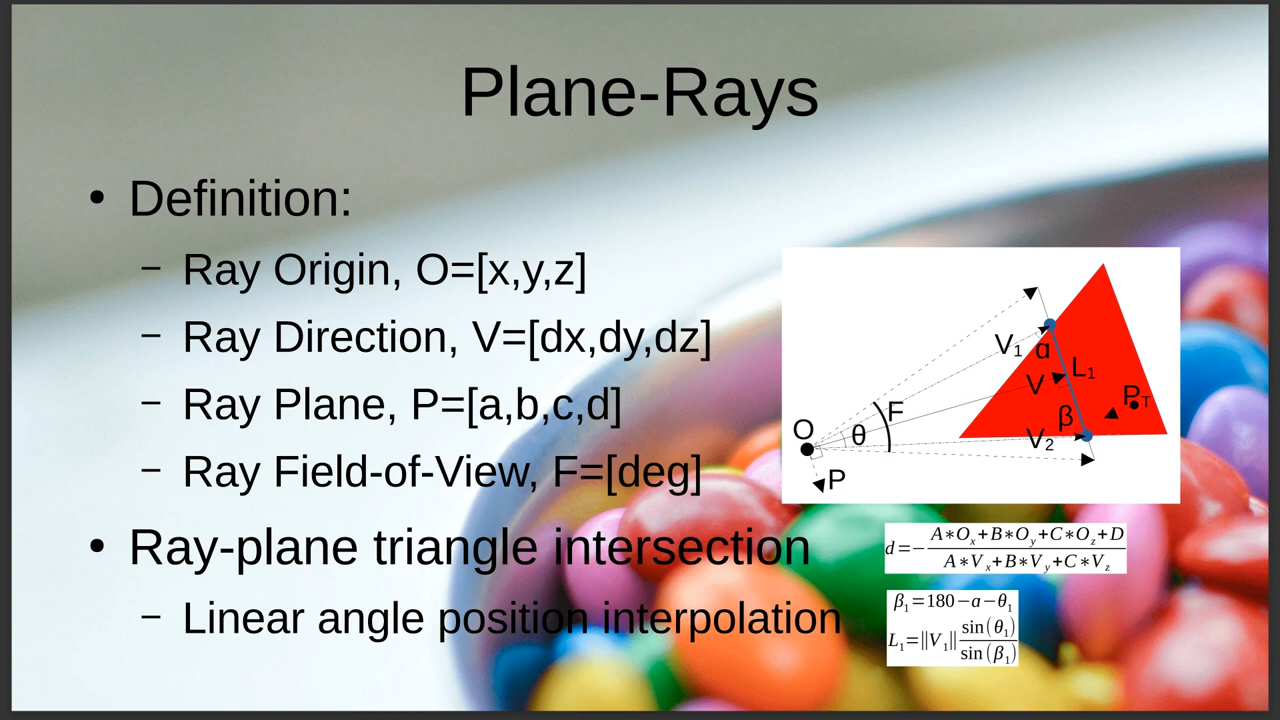 Plane-Rays
• Definition:
– Ray Origin, O=[x,y,z]
– Ray Direction, V=[dx,dy,dz]
– Ray Plane, P=[a,b,c,d]
– Ray Field-of-View, F=[deg]
• Ray-plane triangle intersection
– Linear angle position interpolation
V₁ α
L₁
V
P_T
F
β
O
θ
V₂
P
d=−(A∗Oₓ+B∗O_y+C∗O_z+D)/(A∗Vₓ+B∗V_y+C∗V_z)
β₁=180−a−θ₁
L₁=‖V₁‖ sin(θ₁)/sin(β₁)